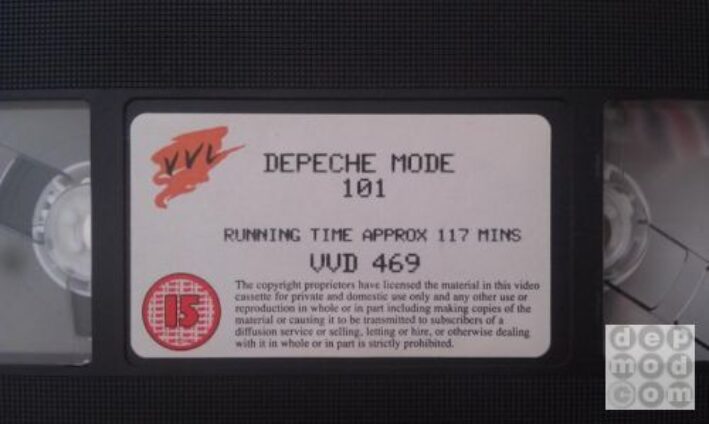 VVL
DEPECHE MODE
101
RUNNING TIME APPROX 117 MINS
VVD 469
15
The copyright proprietors have licensed the material in this video
cassette for private and domestic use only and any other use or
reproduction in whole or in part including making copies of the
material or causing it to be transmitted to subscribers of a
diffusion service or selling, letting or hire, or otherwise dealing
with it in whole or in part is strictly prohibited.
dep
mod
com